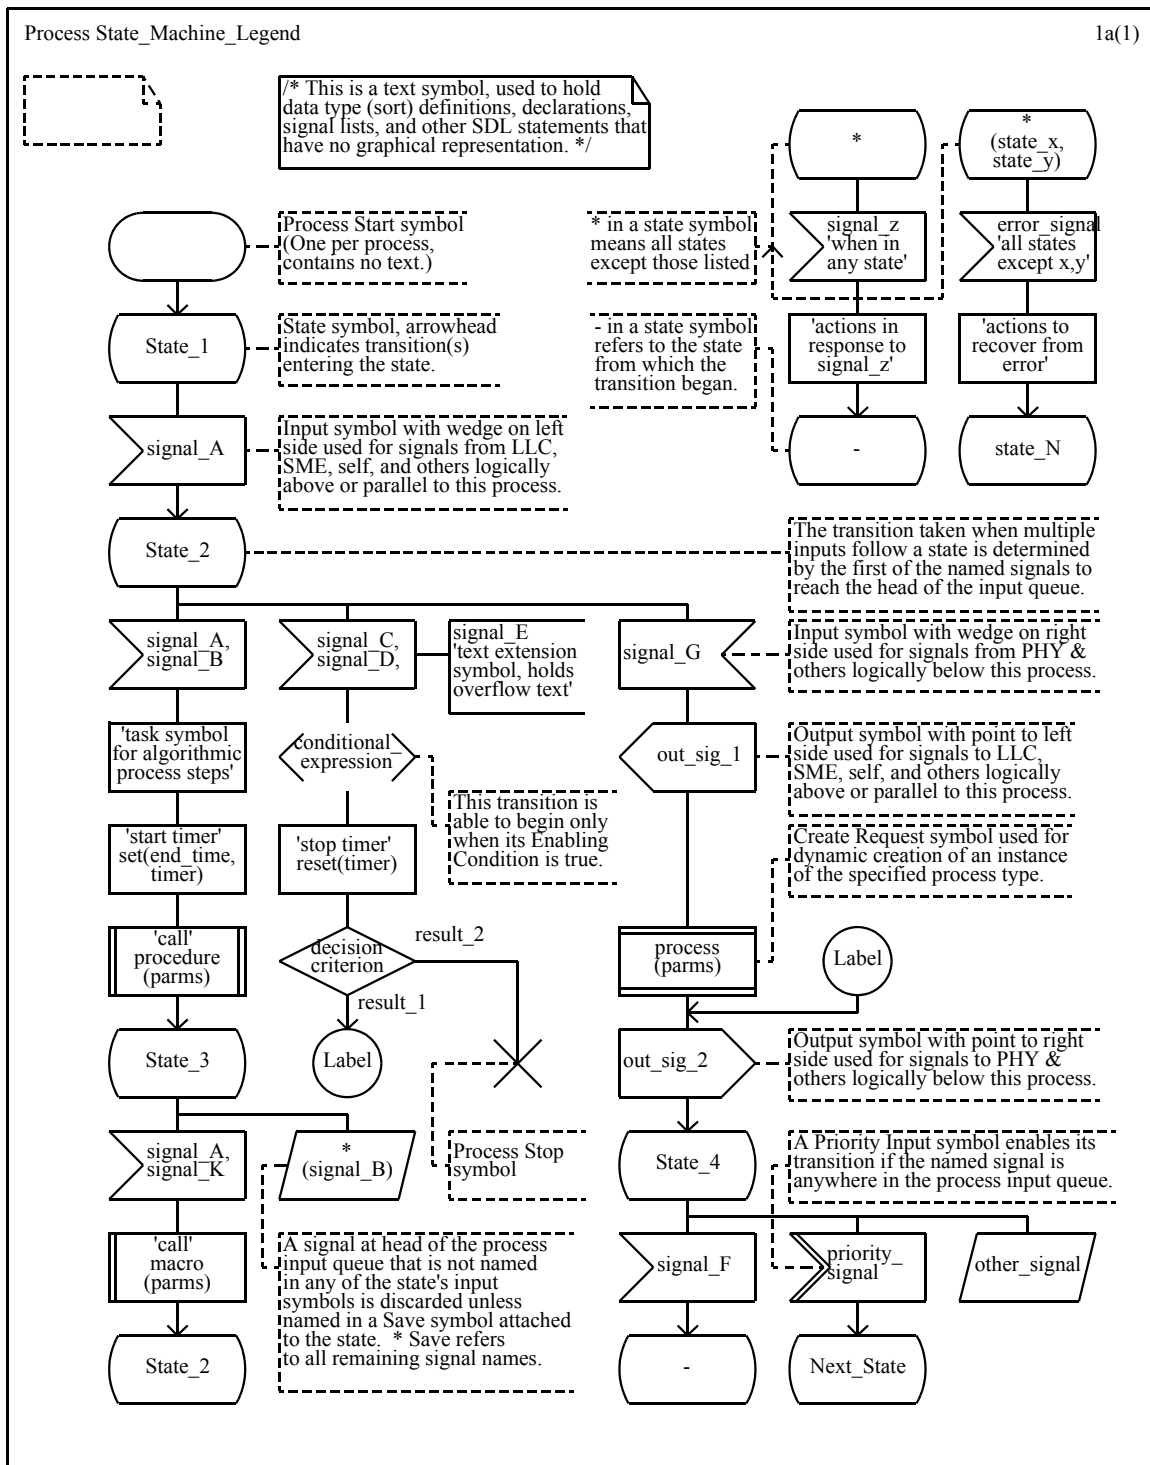 Process State_Machine_Legend
1a(1)
/* This is a text symbol, used to hold
data type (sort) definitions, declarations,
signal lists, and other SDL statements that
have no graphical representation. */
*
*
(state_x,
state_y)
Process Start symbol
(One per process,
contains no text.)
* in a state symbol
means all states
except those listed
signal_z
'when in
any state'
error_signal
'all states
except x,y'
State_1
State symbol, arrowhead
indicates transition(s)
entering the state.
- in a state symbol
refers to the state
from which the
transition began.
'actions in
response to
signal_z'
'actions to
recover from
error'
signal_A
Input symbol with wedge on left
side used for signals from LLC,
SME, self, and others logically
above or parallel to this process.
-
state_N
State_2
The transition taken when multiple
inputs follow a state is determined
by the first of the named signals to
reach the head of the input queue.
signal_A,
signal_B
signal_C,
signal_D,
signal_E
'text extension
symbol, holds
overflow text'
signal_G
Input symbol with wedge on right
side used for signals from PHY &
others logically below this process.
'task symbol
for algorithmic
process steps'
conditional_
expression
out_sig_1
Output symbol with point to left
side used for signals to LLC,
SME, self, and others logically
above or parallel to this process.
This transition is
able to begin only
when its Enabling
Condition is true.
'start timer'
set(end_time,
timer)
'stop timer'
reset(timer)
Create Request symbol used for
dynamic creation of an instance
of the specified process type.
'call'
procedure
(parms)
decision
criterion
result_2
result_1
process
(parms)
Label
State_3
Label
out_sig_2
Output symbol with point to right
side used for signals to PHY &
others logically below this process.
signal_A,
signal_K
*
(signal_B)
Process Stop
symbol
State_4
A Priority Input symbol enables its
transition if the named signal is
anywhere in the process input queue.
'call'
macro
(parms)
A signal at head of the process
input queue that is not named
in any of the state's input
symbols is discarded unless
named in a Save symbol attached
to the state.  * Save refers
to all remaining signal names.
signal_F
priority_
signal
other_signal
State_2
-
Next_State